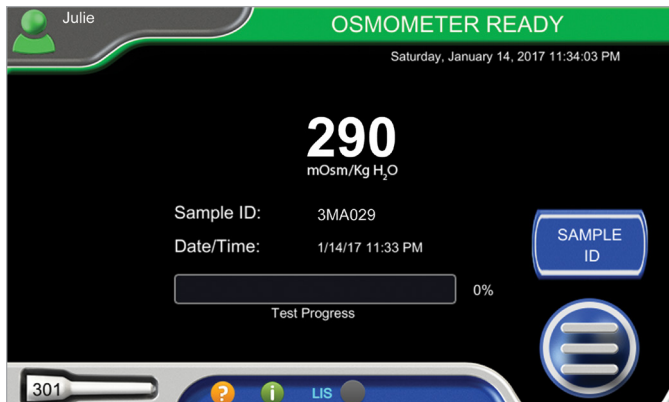 Julie
OSMOMETER READY
Saturday, January 14, 2017 11:34:03 PM
290
mOsm/Kg H₂O
Sample ID: 3MA029
Date/Time: 1/14/17 11:33 PM
SAMPLE
ID
0%
Test Progress
301
? i LIS